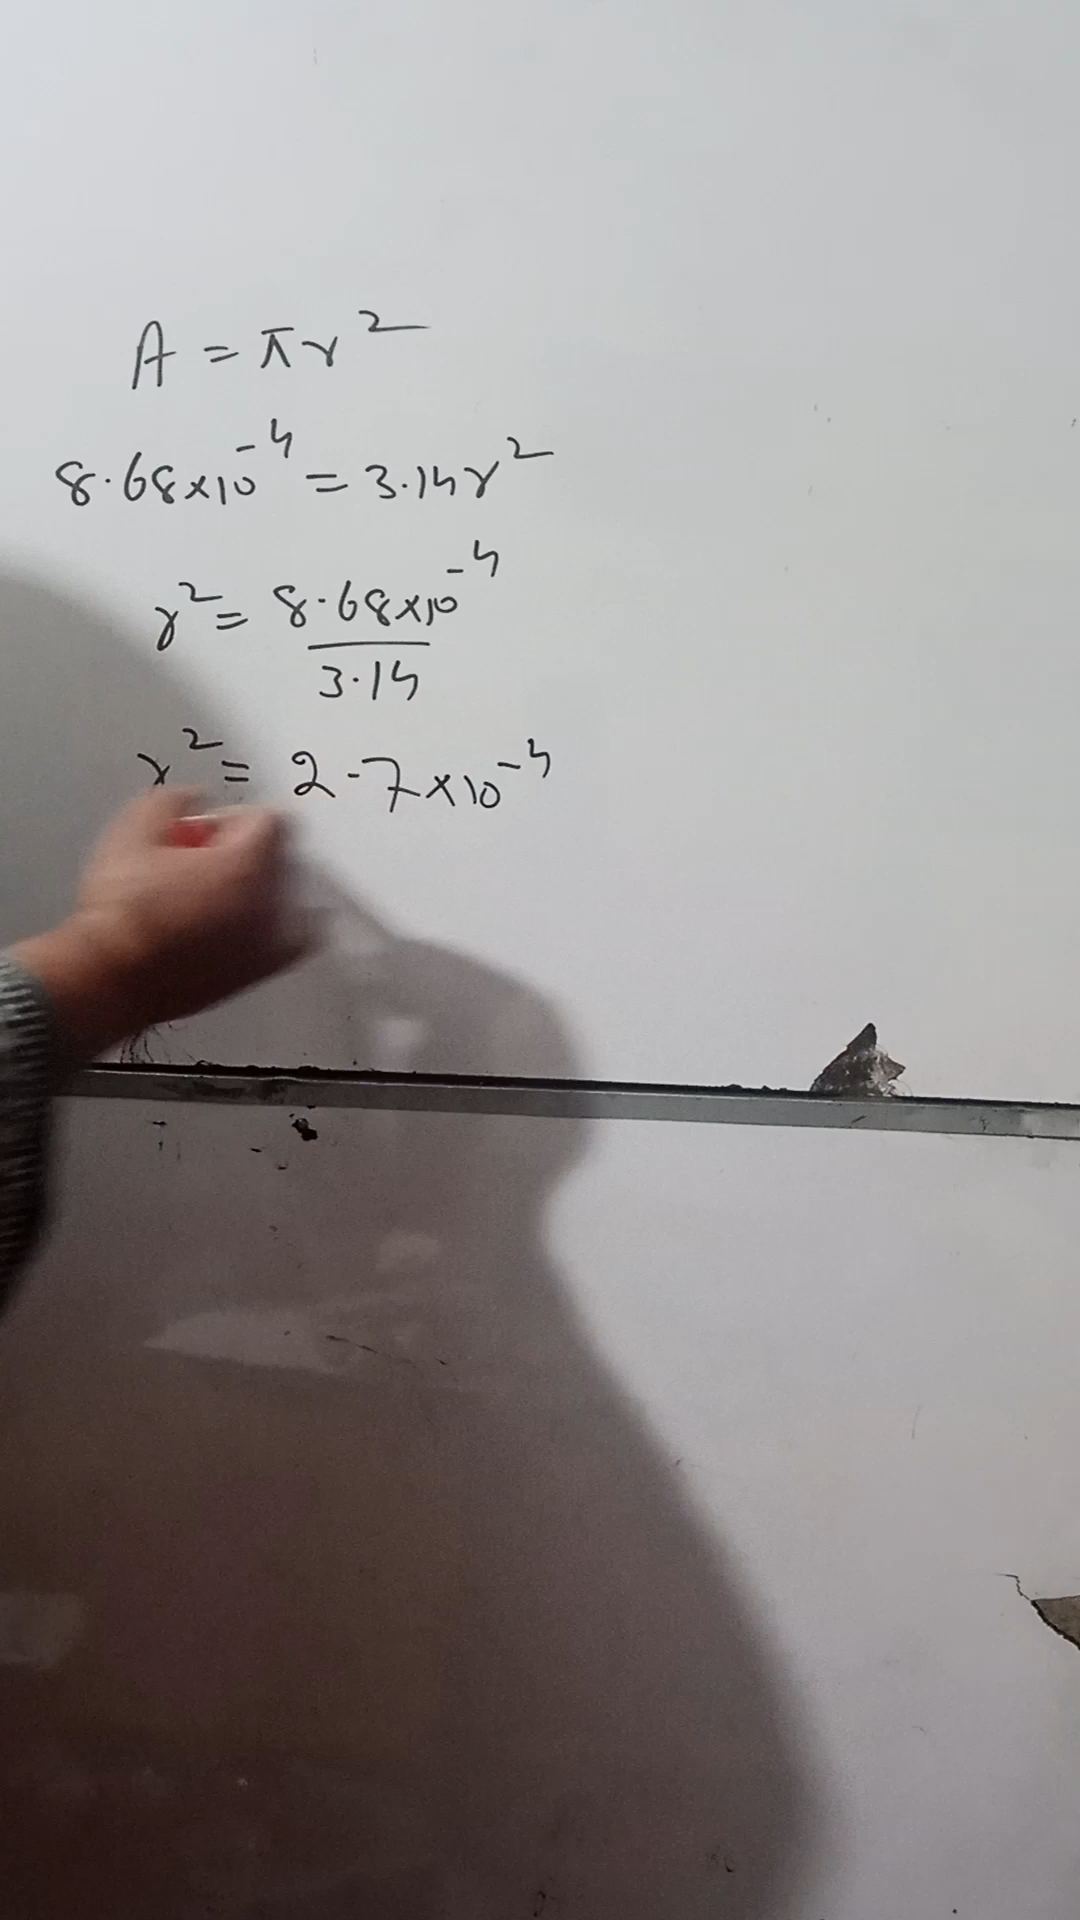 A = πr²
8.68×10⁻⁴ = 3.14r²
r² = 8.68×10⁻⁴
3.14
r² = 2.7×10⁻⁴